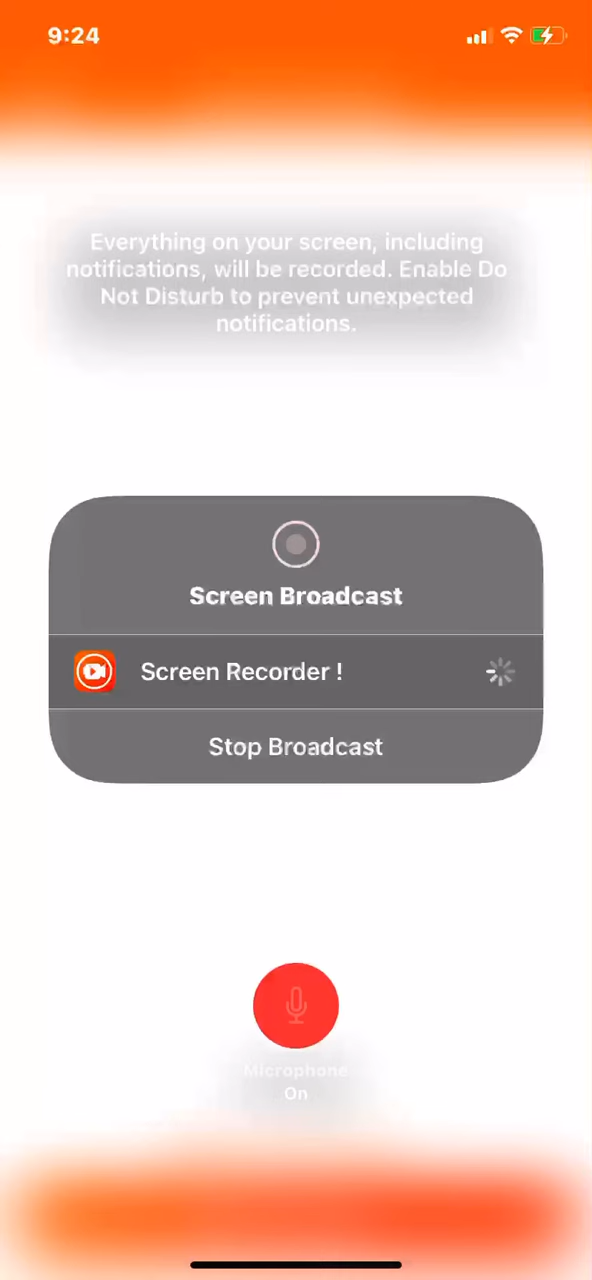 9:24
Everything on your screen, including
notifications, will be recorded. Enable Do
Not Disturb to prevent unexpected
notifications.
Screen Broadcast
Screen Recorder !
Stop Broadcast
Microphone
On